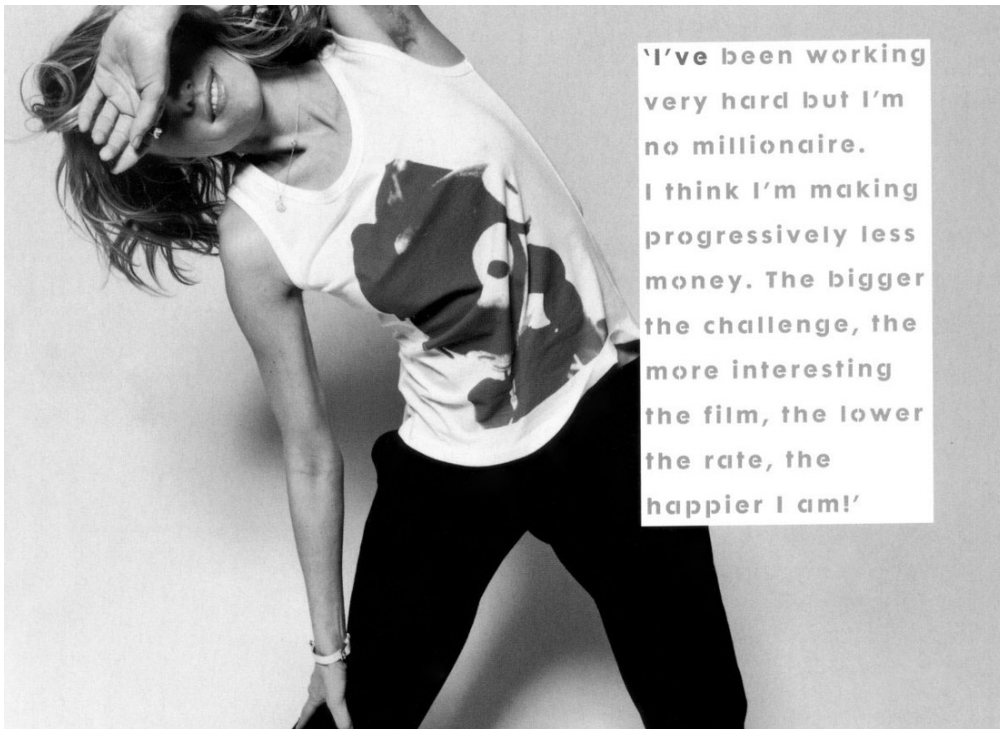 ‘I’ve been working
very hard but I’m
no millionaire.
I think I’m making
progressively less
money. The bigger
the challenge, the
more interesting
the film, the lower
the rate, the
happier I am!’